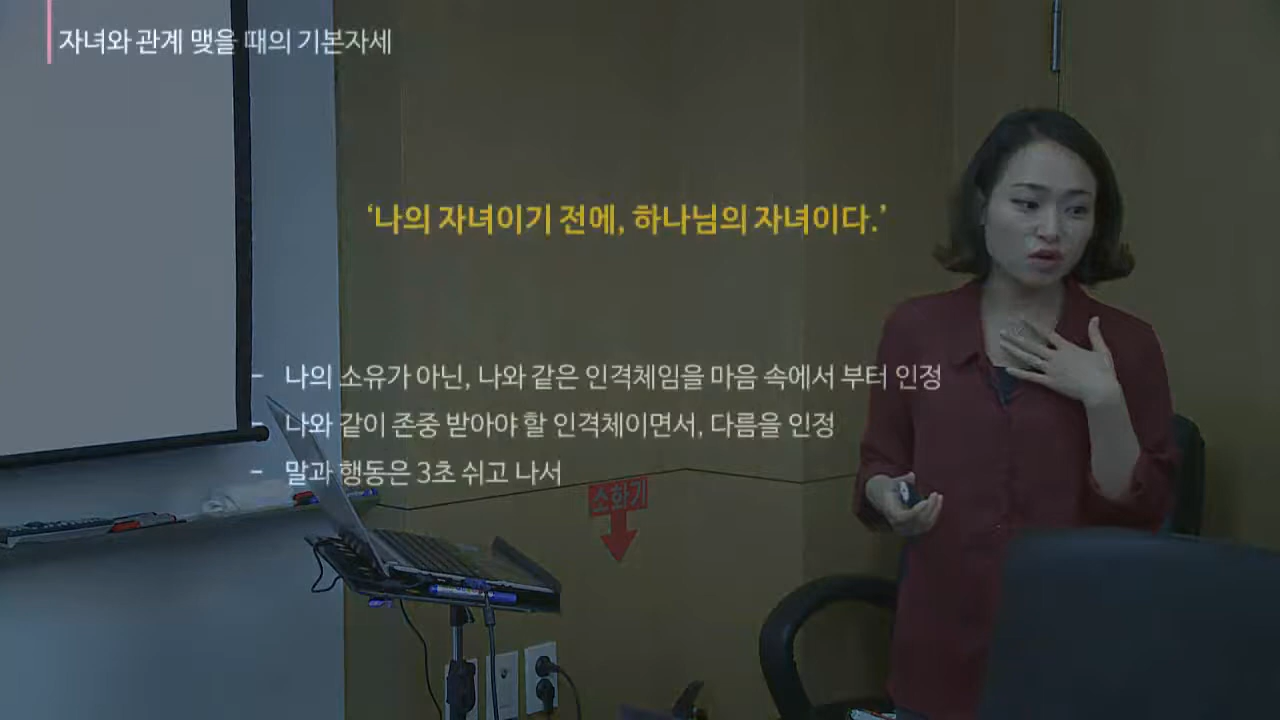 자녀와 관계 맺을 때의 기본자세
‘나의 자녀이기 전에, 하나님의 자녀이다.’
- 나의 소유가 아닌, 나와 같은 인격체임을 마음 속에서 부터 인정
- 나와 같이 존중 받아야 할 인격체이면서, 다름을 인정
- 말과 행동은 3초 쉬고 나서
소화기